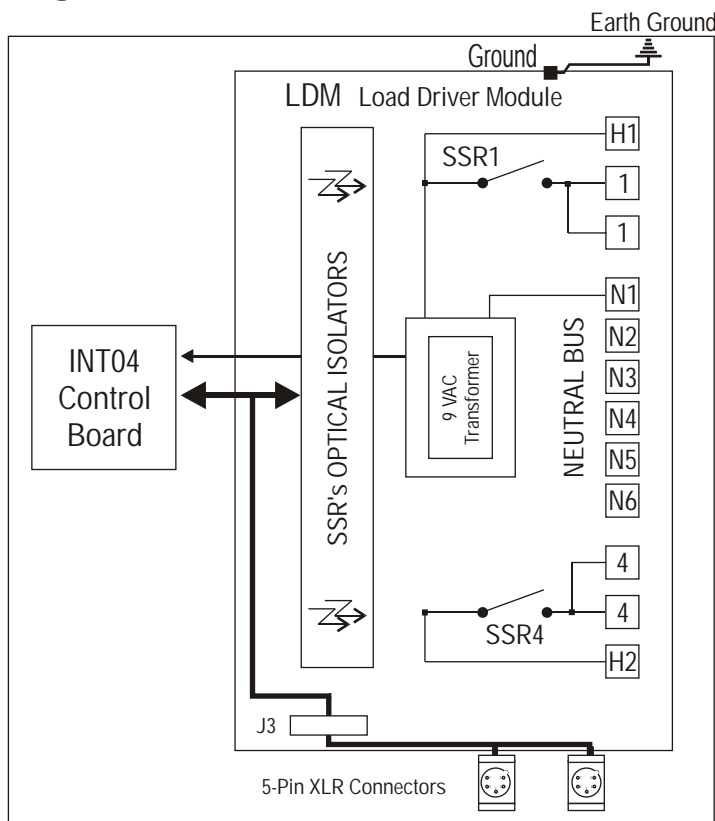 Earth Ground
Ground
LDM Load Driver Module
H1
SSR1
1
1
SSR's OPTICAL ISOLATORS
N1
INT04
Control
Board
9 VAC
Transformer
NEUTRAL BUS
N2
N3
N4
N5
N6
4
4
SSR4
H2
J3
5-Pin XLR Connectors